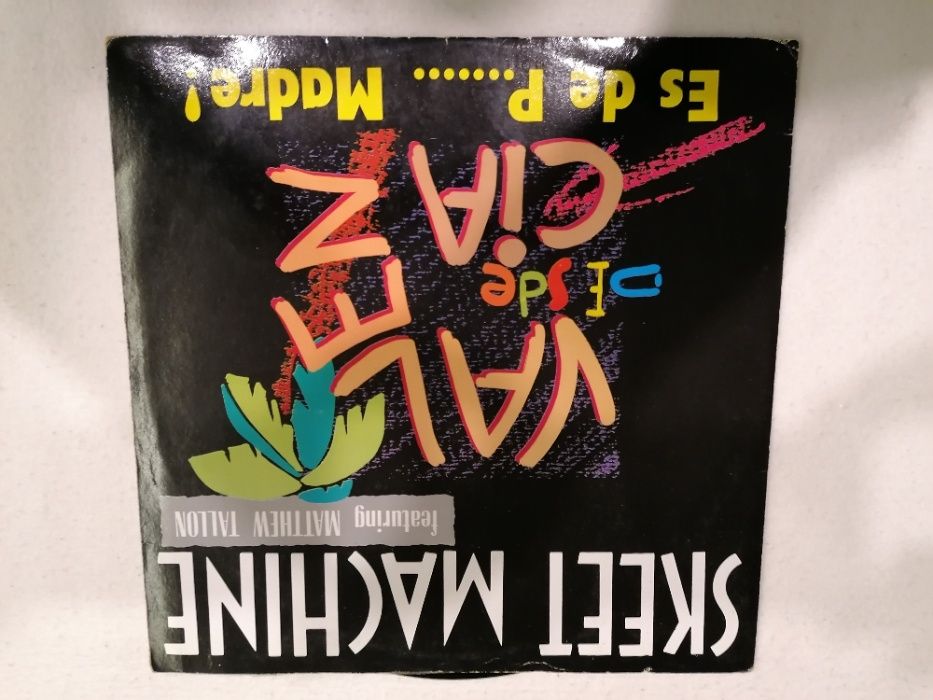 SKEET MACHINE
featuring MATTHEW TALLON
DEsde
VALEN
CiA
Es de P...... Madre!